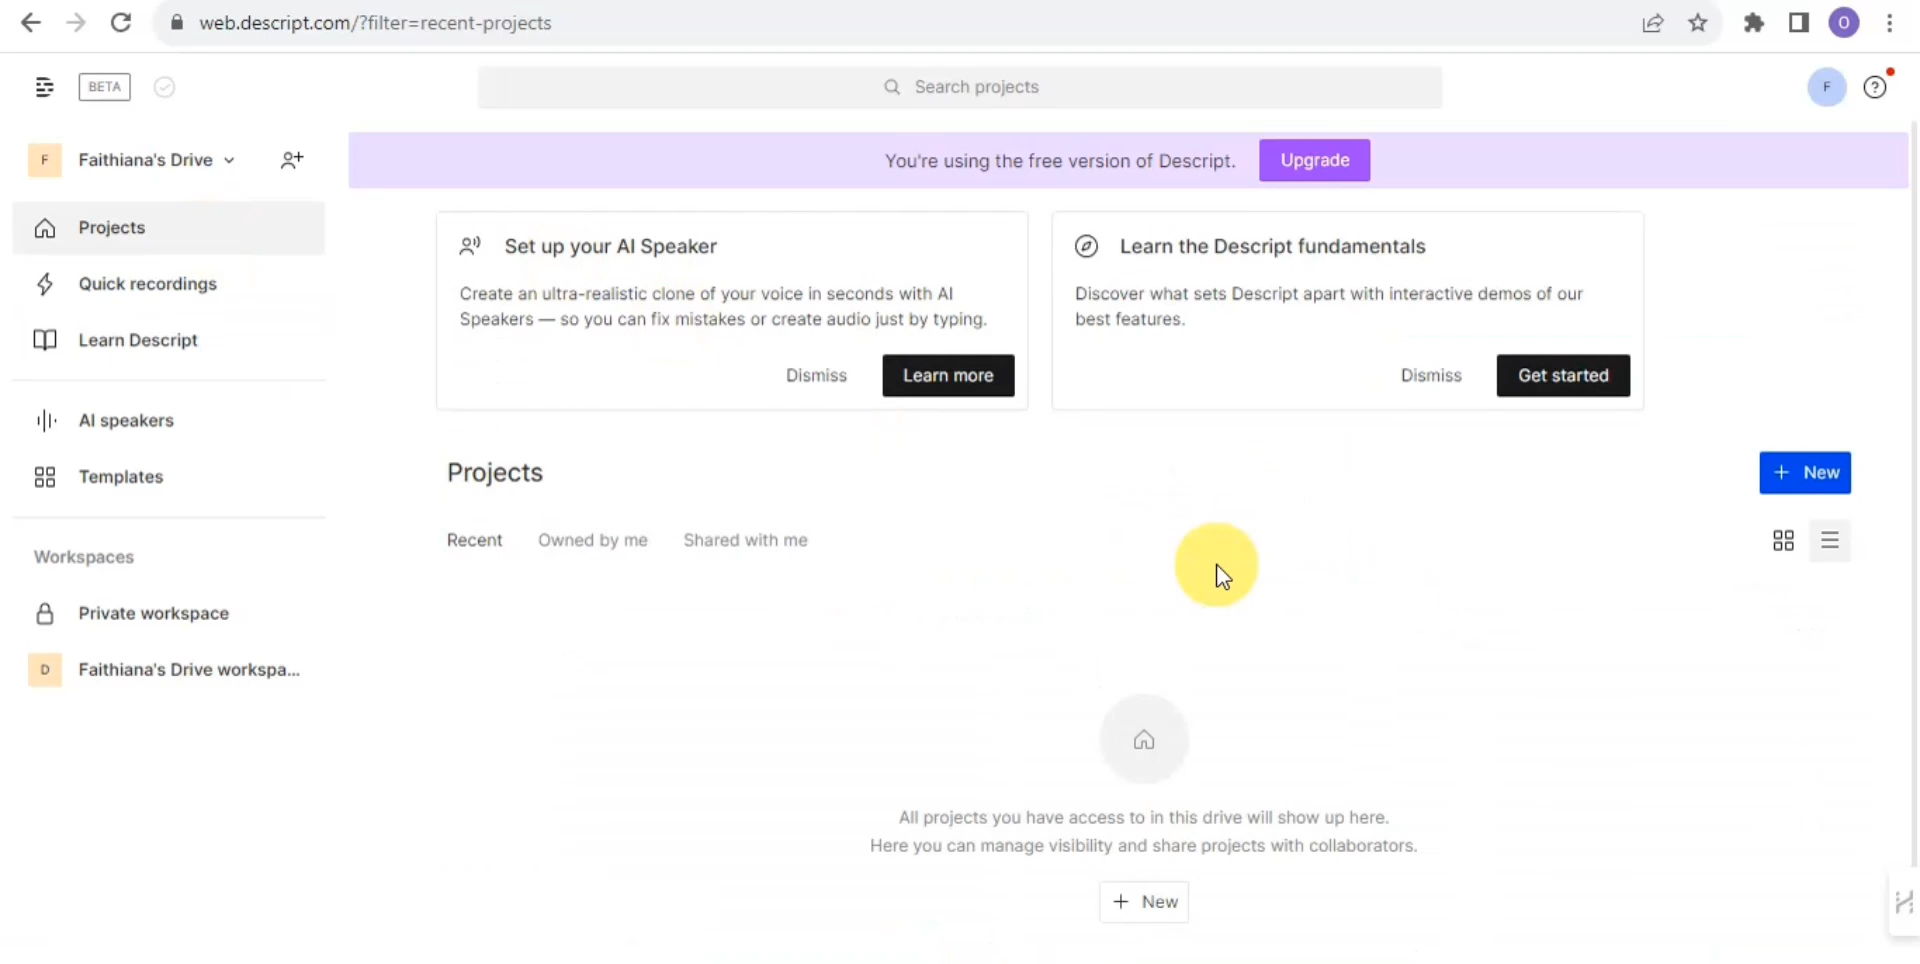 web.descript.com/?filter=recent-projects
O
BETA
Search projects
F
F
Faithiana's Drive
You're using the free version of Descript.
Upgrade
Projects
Quick recordings
Learn Descript
AI speakers
Templates
Workspaces
Private workspace
D
Faithiana's Drive workspa...
Set up your AI Speaker
Create an ultra-realistic clone of your voice in seconds with AI
Speakers — so you can fix mistakes or create audio just by typing.
Dismiss
Learn more
Learn the Descript fundamentals
Discover what sets Descript apart with interactive demos of our
best features.
Dismiss
Get started
Projects
+ New
Recent
Owned by me
Shared with me
All projects you have access to in this drive will show up here.
Here you can manage visibility and share projects with collaborators.
+ New